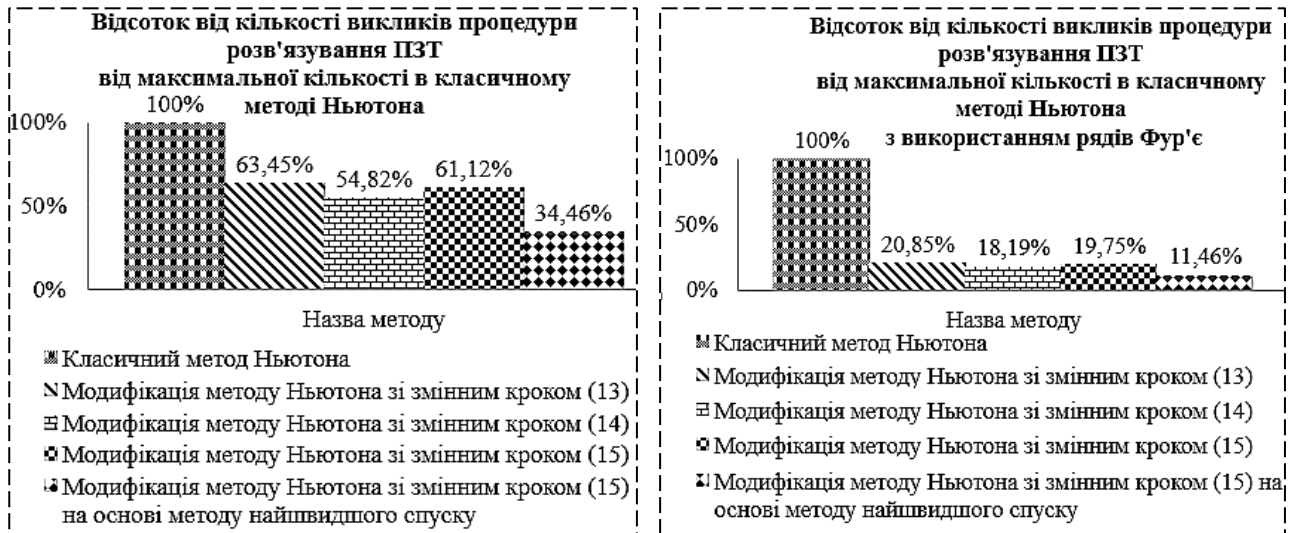 Відсоток від кількості викликів процедури
розв'язування ПЗТ
від максимальної кількості в класичному
методі Ньютона
100%
100%
63,45%
54,82%
61,12%
34,46%
50%
0%
Назва методу
Класичний метод Ньютона
Модифікація методу Ньютона зі змінним кроком (13)
Модифікація методу Ньютона зі змінним кроком (14)
Модифікація методу Ньютона зі змінним кроком (15)
Модифікація методу Ньютона зі змінним кроком (15)
на основі методу найшвидшого спуску
Відсоток від кількості викликів процедури
розв'язування ПЗТ
від максимальної кількості в класичному
методі Ньютона
з використанням рядів Фур'є
100%
100%
50%
20,85%
18,19%
19,75%
11,46%
0%
Назва методу
Класичний метод Ньютона
Модифікація методу Ньютона зі змінним кроком (13)
Модифікація методу Ньютона зі змінним кроком (14)
Модифікація методу Ньютона зі змінним кроком (15)
Модифікація методу Ньютона зі змінним кроком (15) на
основі методу найшвидшого спуску